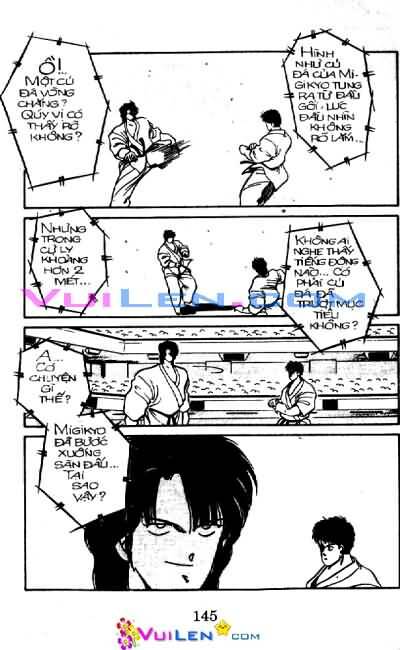 Ồ!...
MỘT CÚ
ĐÁ VÒNG
CHĂNG?
QUÝ VỊ CÓ
THẤY RÕ
KHÔNG?
HÌNH
NHƯ CÚ
ĐÁ CỦA MI-
GIKYO TUNG
RA TỪ ĐẦU
GỐI, LÚC
ĐẦU NHÌN
KHÔNG
RÕ LẮM...
NHƯNG
TRONG
CỰ LY
KHOẢNG
HƠN 2
MÉT...
KHÔNG AI
NGHE THẤY
TIẾNG ĐỘNG
NÀO... CÓ
PHẢI CÚ
ĐÁ ĐÃ
TRƯỢT MỤC
TIÊU
KHÔNG?
VUILEN.COM
A...
CÓ
CHUYỆN
GÌ
THẾ?
MIGIKYO
ĐÃ BƯỚC
XUỐNG
SÀN ĐẤU...
TẠI
SAO
VẬY?
145
VUILEN.COM